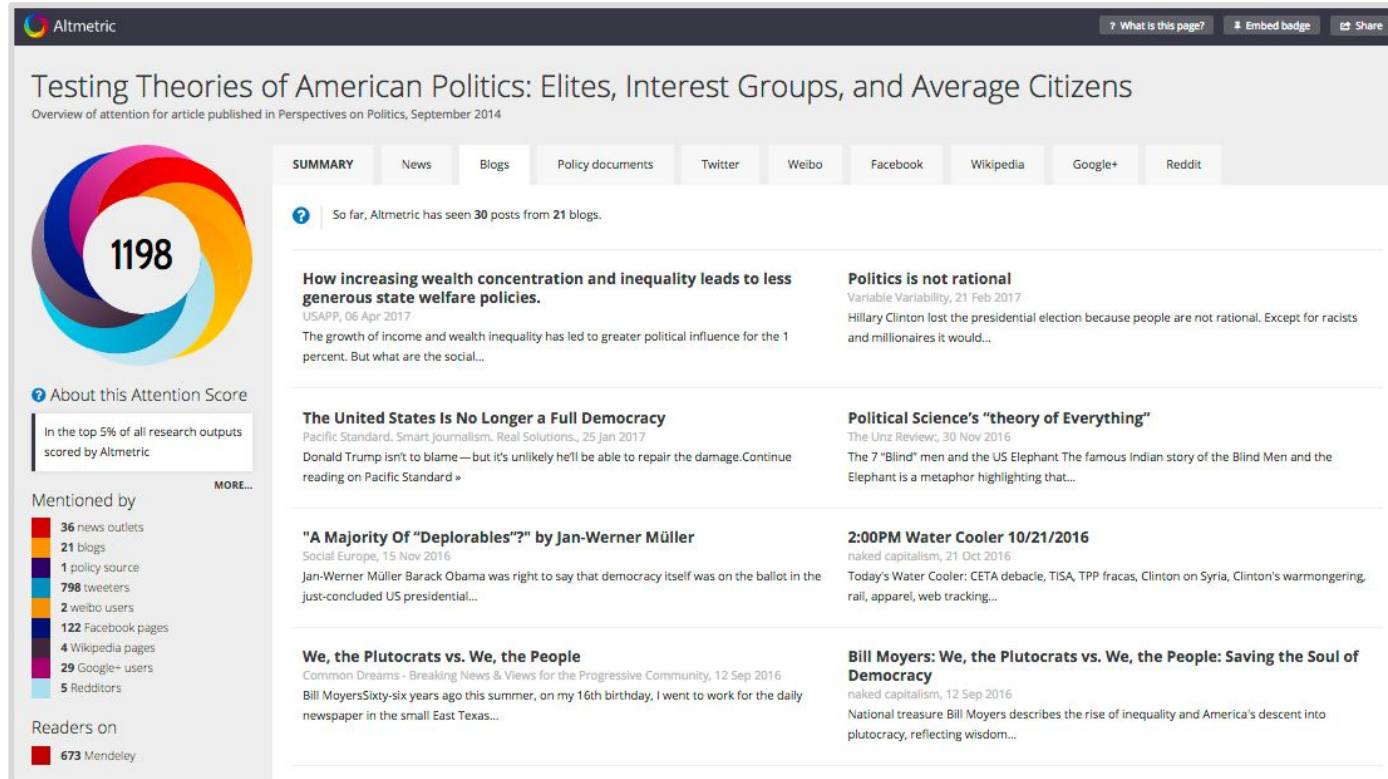 Altmetric
? What is this page?
Embed badge
Share
Testing Theories of American Politics: Elites, Interest Groups, and Average Citizens
Overview of attention for article published in Perspectives on Politics, September 2014
1198
? About this Attention Score
In the top 5% of all research outputs
scored by Altmetric
MORE...
Mentioned by
36 news outlets
21 blogs
1 policy source
798 tweeters
2 weibo users
122 Facebook pages
4 Wikipedia pages
29 Google+ users
5 Redditors
Readers on
673 Mendeley
SUMMARY News Blogs Policy documents Twitter Weibo Facebook Wikipedia Google+ Reddit
? So far, Altmetric has seen 30 posts from 21 blogs.
How increasing wealth concentration and inequality leads to less
generous state welfare policies.
USAPP, 06 Apr 2017
The growth of income and wealth inequality has led to greater political influence for the 1
percent. But what are the social...
Politics is not rational
Variable Variability, 21 Feb 2017
Hillary Clinton lost the presidential election because people are not rational. Except for racists
and millionaires it would...
The United States Is No Longer a Full Democracy
Pacific Standard. Smart Journalism. Real Solutions., 25 Jan 2017
Donald Trump isn't to blame—but it's unlikely he'll be able to repair the damage.Continue
reading on Pacific Standard »
Political Science's "theory of Everything"
The Unz Review:, 30 Nov 2016
The 7 "Blind" men and the US Elephant The famous Indian story of the Blind Men and the
Elephant is a metaphor highlighting that...
"A Majority Of "Deplorables"?" by Jan-Werner Müller
Social Europe, 15 Nov 2016
Jan-Werner Müller Barack Obama was right to say that democracy itself was on the ballot in the
just-concluded US presidential...
2:00PM Water Cooler 10/21/2016
naked capitalism, 21 Oct 2016
Today's Water Cooler: CETA debacle, TISA, TPP fracas, Clinton on Syria, Clinton's warmongering,
rail, apparel, web tracking...
We, the Plutocrats vs. We, the People
Common Dreams - Breaking News & Views for the Progressive Community, 12 Sep 2016
Bill MoyersSixty-six years ago this summer, on my 16th birthday, I went to work for the daily
newspaper in the small East Texas...
Bill Moyers: We, the Plutocrats vs. We, the People: Saving the Soul of
Democracy
naked capitalism, 12 Sep 2016
National treasure Bill Moyers describes the rise of inequality and America's descent into
plutocracy, reflecting wisdom...